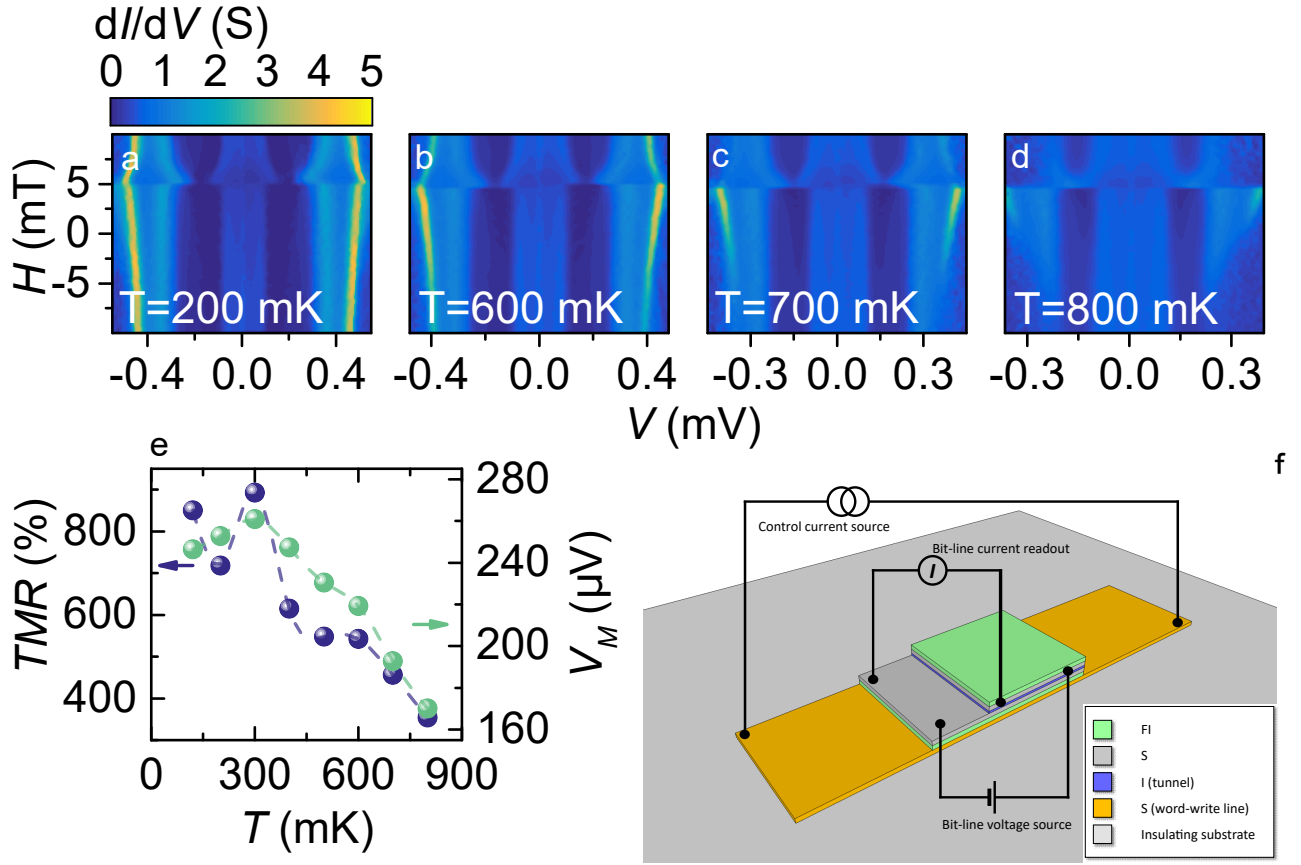 dI/dV (S)
0 1 2 3 4 5
a b c d
H (mT)
5
0
-5
T=200 mK T=600 mK T=700 mK T=800 mK
-0.4 0.0 0.4 -0.4 0.0 0.4 -0.3 0.0 0.3 -0.3 0.0 0.3
V (mV)
e
TMR (%)
800
600
400
280
240
200
160
V_M (µV)
0 300 600 900
T (mK)
f
Control current source
Bit-line current readout
I
Bit-line voltage source
FI
S
I (tunnel)
S (word-write line)
Insulating substrate